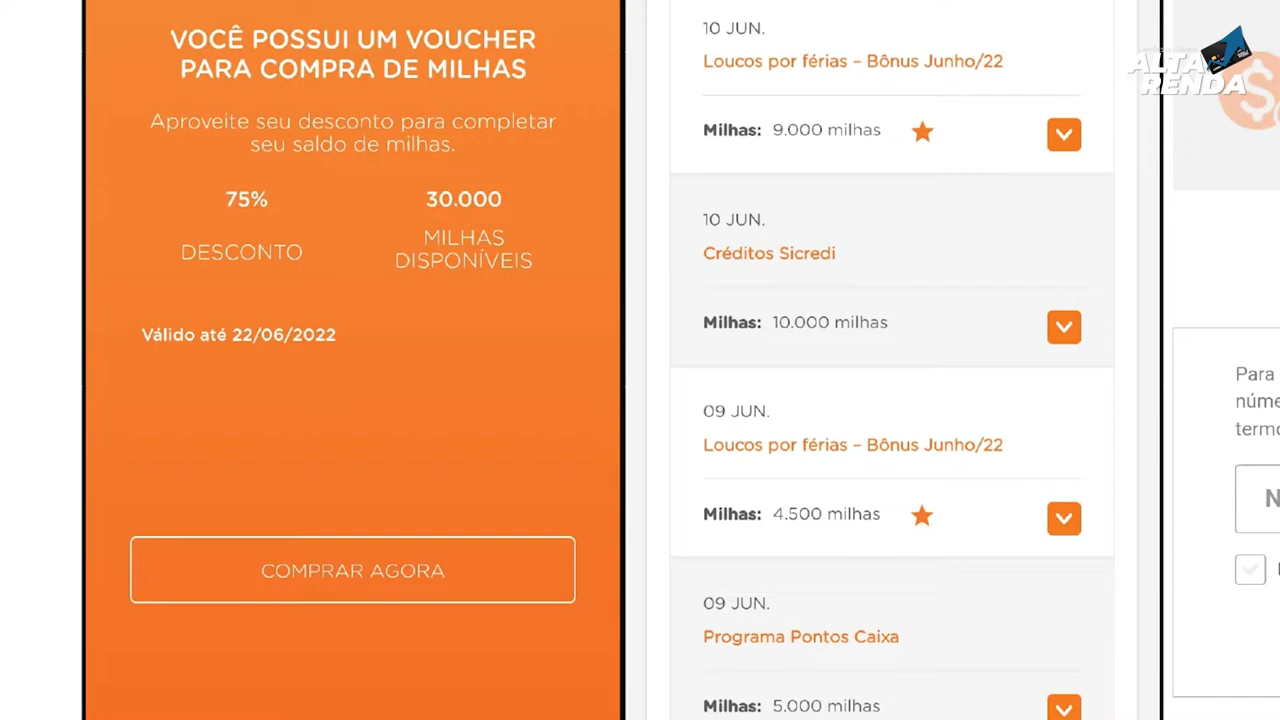 VOCÊ POSSUI UM VOUCHER
PARA COMPRA DE MILHAS
Aproveite seu desconto para completar
seu saldo de milhas.
75%
DESCONTO
30.000
MILHAS
DISPONÍVEIS
Válido até 22/06/2022
COMPRAR AGORA
10 JUN.
Loucos por férias – Bônus Junho/22
Milhas: 9.000 milhas
10 JUN.
Créditos Sicredi
Milhas: 10.000 milhas
09 JUN.
Loucos por férias – Bônus Junho/22
Milhas: 4.500 milhas
09 JUN.
Programa Pontos Caixa
Milhas: 5.000 milhas
ALTA
RENDA
$
Para
núme
termo
N